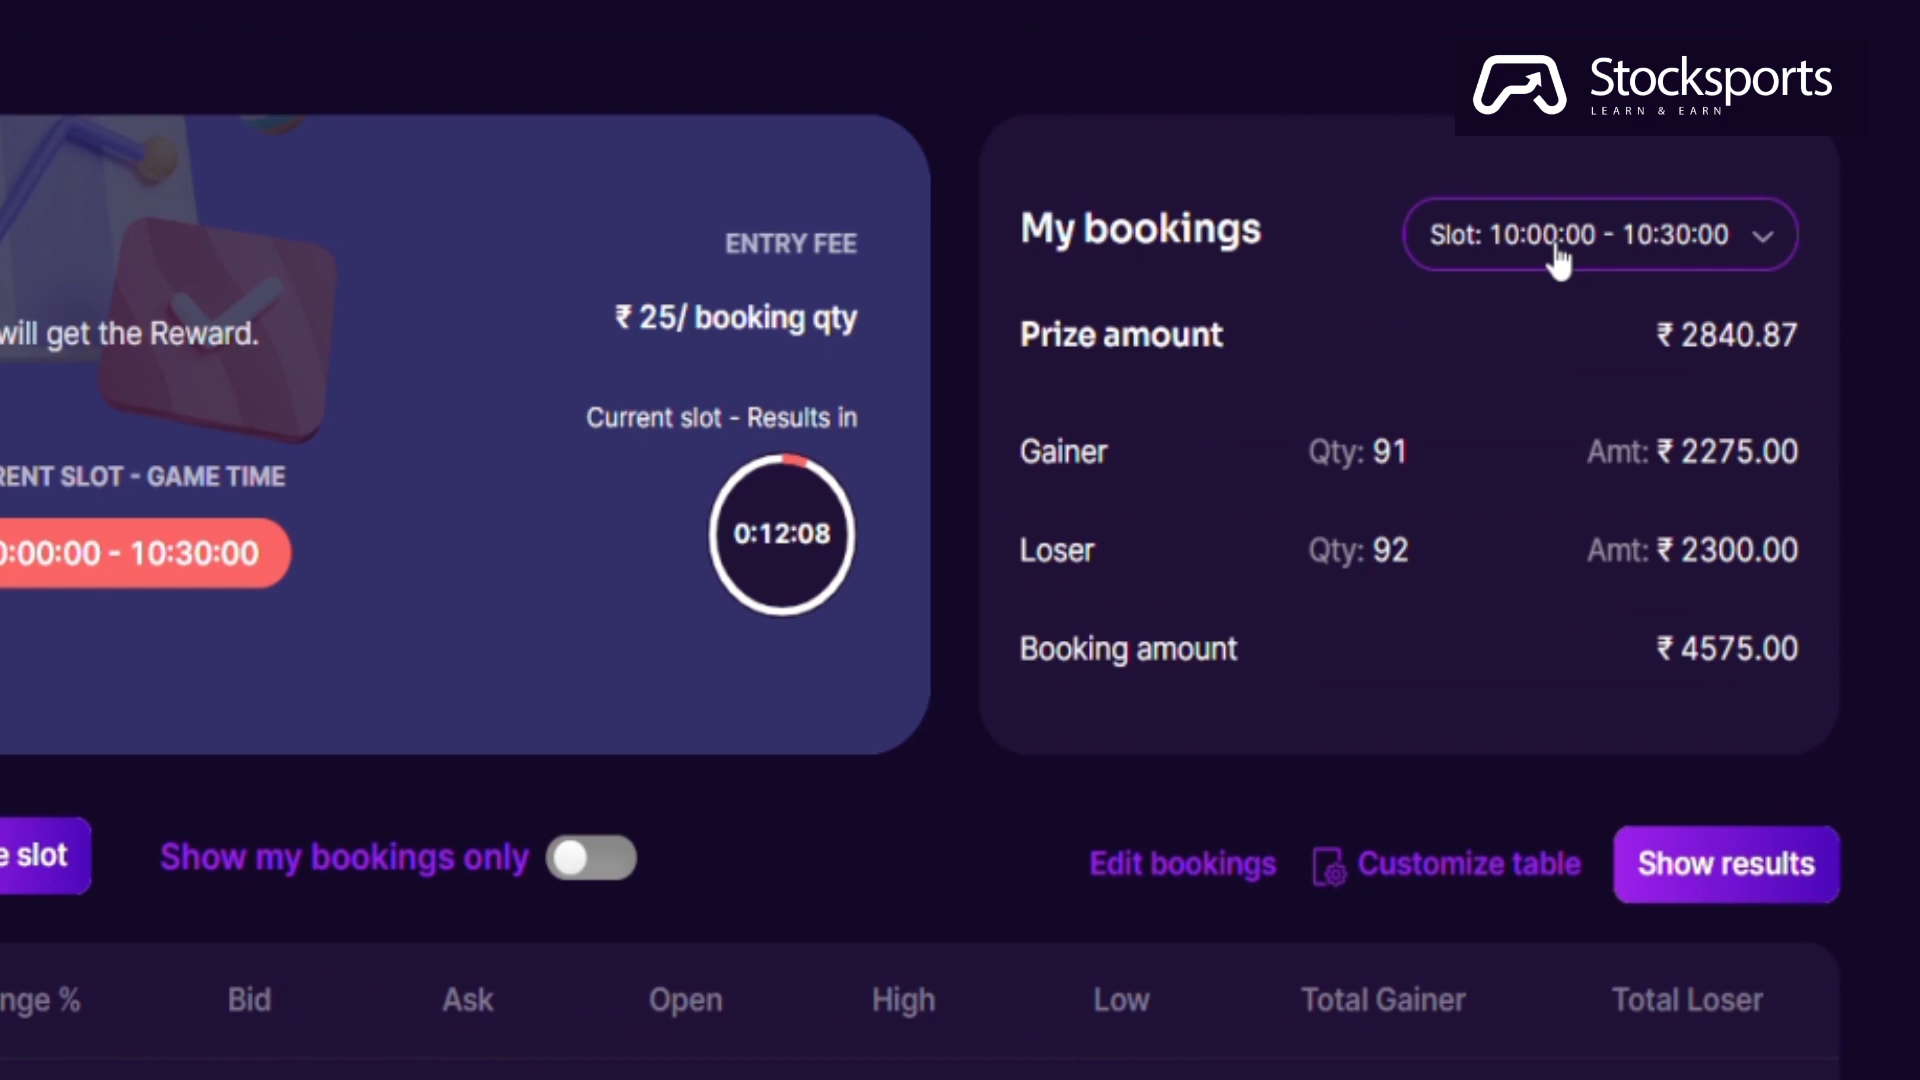 Stocksports
LEARN & EARN
will get the Reward.
ENTRY FEE
₹ 25/ booking qty
Current slot - Results in
0:12:08
RENT SLOT - GAME TIME
0:00:00 - 10:30:00
My bookings
Slot: 10:00:00 - 10:30:00
Prize amount ₹ 2840.87
Gainer Qty: 91 Amt: ₹ 2275.00
Loser Qty: 92 Amt: ₹ 2300.00
Booking amount ₹ 4575.00
e slot
Show my bookings only
Edit bookings
Customize table
Show results
nge % Bid Ask Open High Low Total Gainer Total Loser